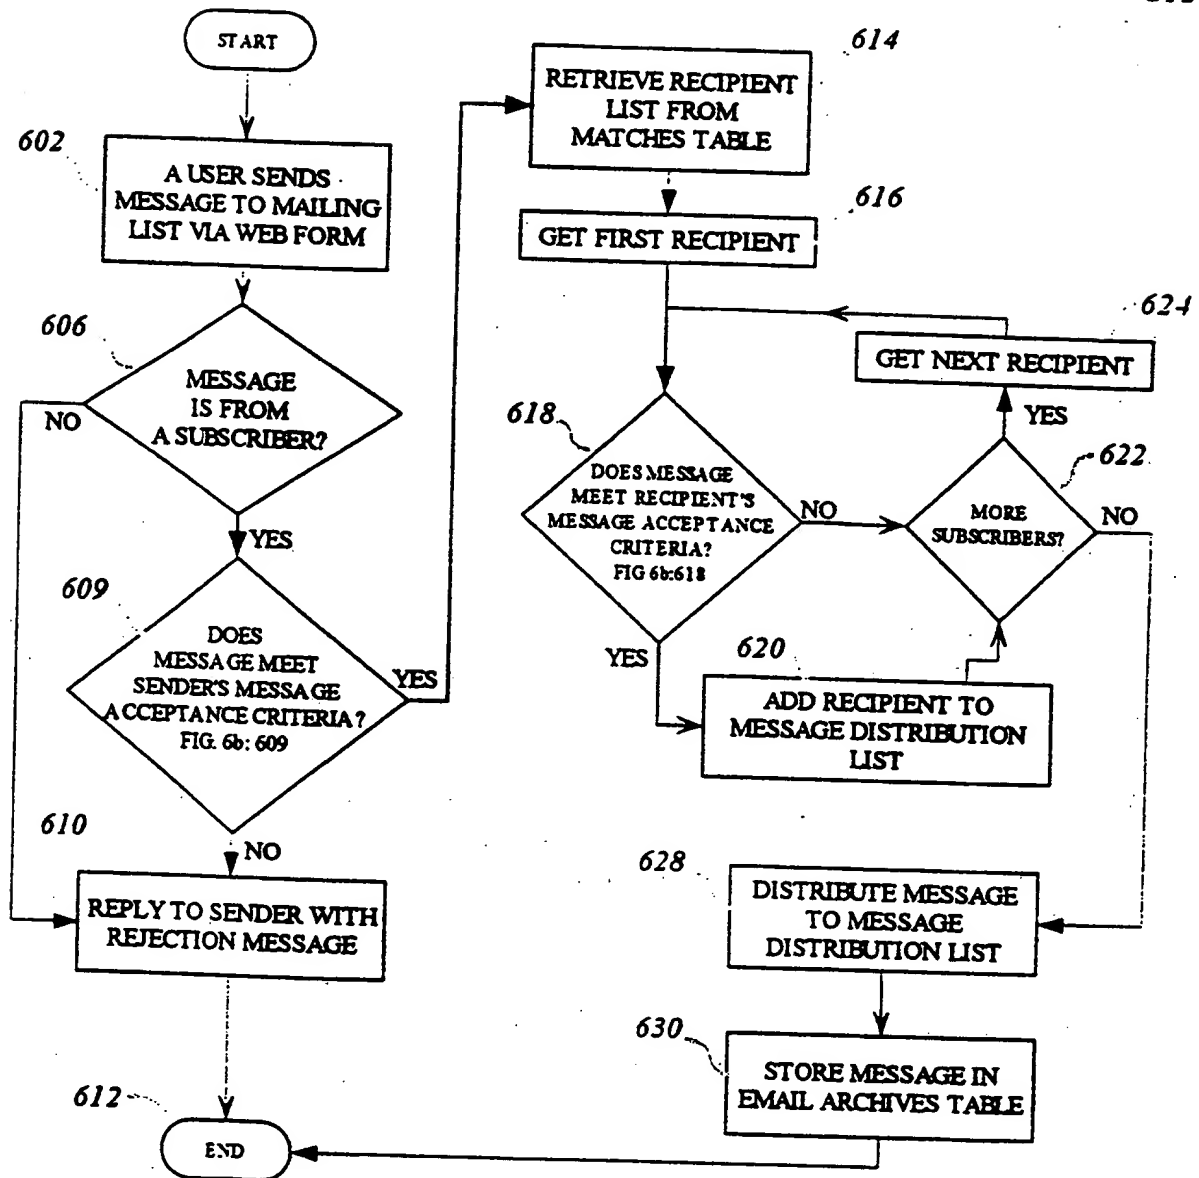 START
602
A USER SENDS
MESSAGE TO MAILING
LIST VIA WEB FORM
606
MESSAGE
IS FROM
A SUBSCRIBER?
NO
YES
609
DOES
MESSAGE MEET
SENDER'S MESSAGE
ACCEPTANCE CRITERIA?
FIG. 6b: 609
YES
NO
610
REPLY TO SENDER WITH
REJECTION MESSAGE
612
END
614
RETRIEVE RECIPIENT
LIST FROM
MATCHES TABLE
616
GET FIRST RECIPIENT
624
GET NEXT RECIPIENT
YES
618
DOES MESSAGE
MEET RECIPIENT'S
MESSAGE ACCEPTANCE
CRITERIA?
FIG 6b:618
NO
622
MORE
SUBSCRIBERS?
NO
YES
620
ADD RECIPIENT TO
MESSAGE DISTRIBUTION
LIST
628
DISTRIBUTE MESSAGE
TO MESSAGE
DISTRIBUTION LIST
630
STORE MESSAGE IN
EMAIL ARCHIVES TABLE